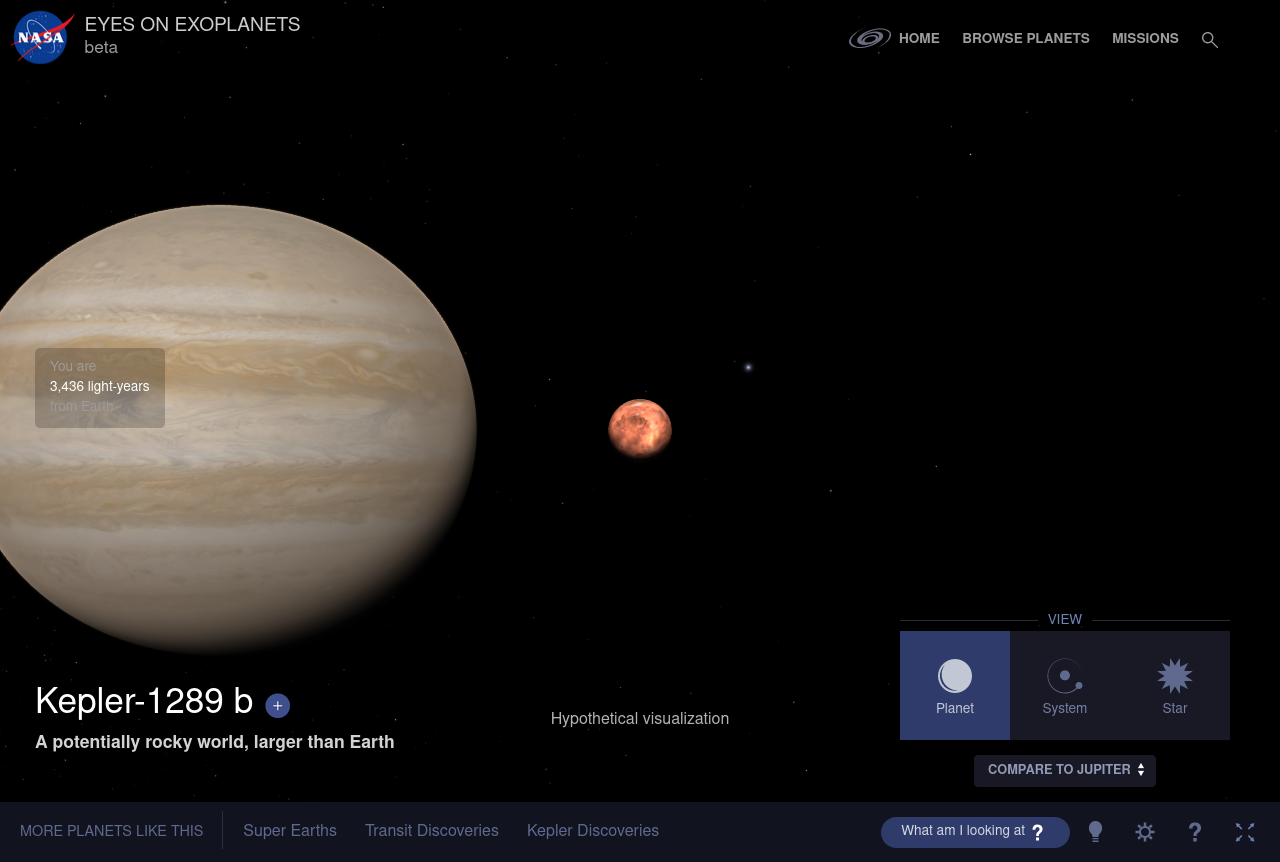 NASA
EYES ON EXOPLANETS
beta
HOME
BROWSE PLANETS
MISSIONS
You are
3,436 light-years
from Earth
Kepler-1289 b +
A potentially rocky world, larger than Earth
Hypothetical visualization
VIEW
Planet
System
Star
COMPARE TO JUPITER
MORE PLANETS LIKE THIS
Super Earths
Transit Discoveries
Kepler Discoveries
What am I looking at ?
?